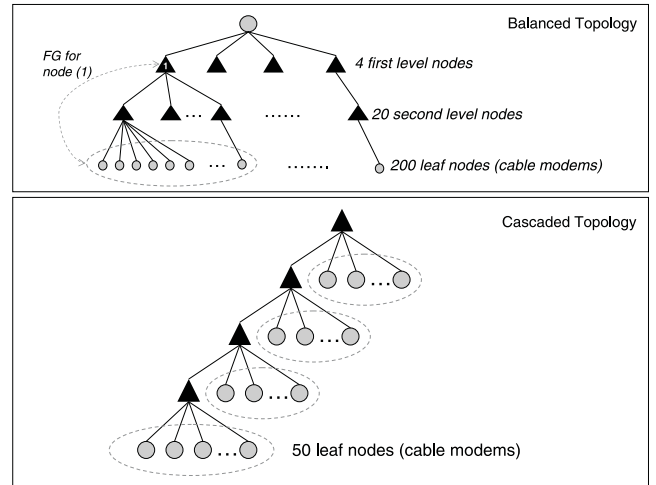 Balanced Topology
FG for
node (1)
1
4 first level nodes
... ...... 20 second level nodes
... ....... 200 leaf nodes (cable modems)
Cascaded Topology
...
...
...
... 50 leaf nodes (cable modems)